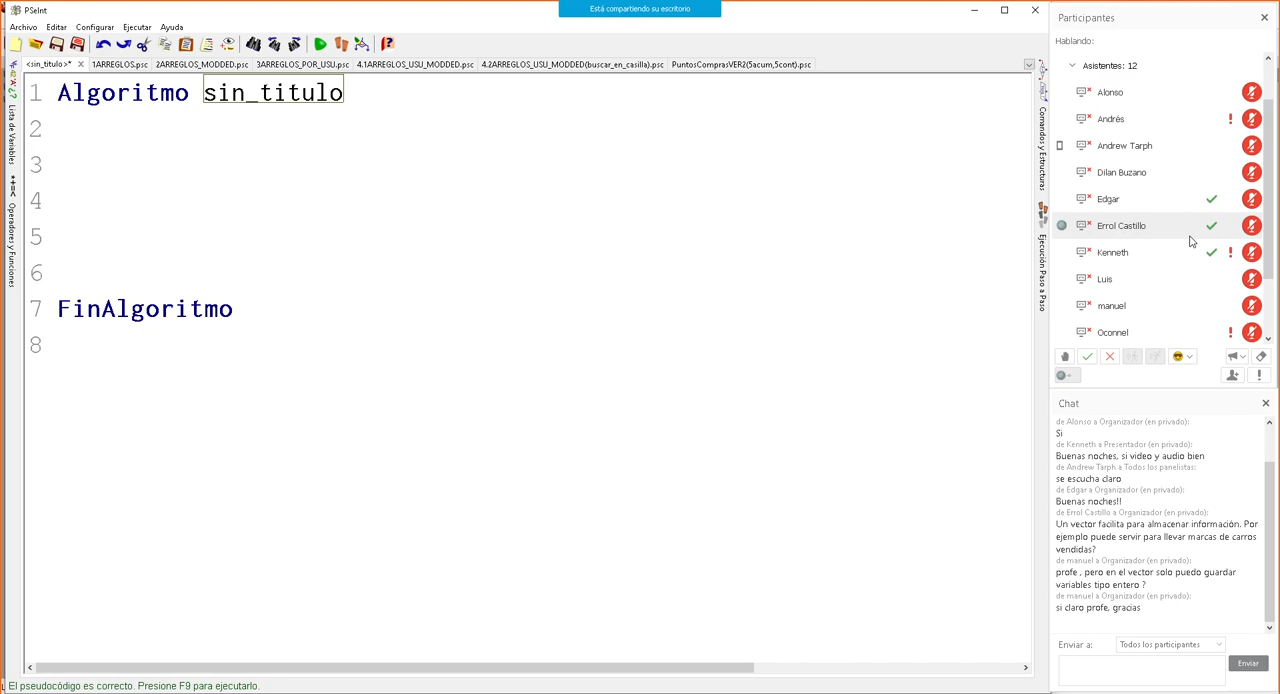 PSeInt
Está compartiendo su escritorio
Archivo Editar Configurar Ejecutar Ayuda
<sin_titulo>* 1ARREGLOS.psc 2ARREGLOS_MODDED.psc 3ARREGLOS_POR_USU.psc 4.1ARREGLOS_USU_MODDED.psc 4.2ARREGLOS_USU_MODDED(buscar_en_casilla).psc PuntosComprasVER2(5acum,5cont).psc
Lista de Variables
Operadores y Funciones
1 Algoritmo sin_titulo
2
3
4
5
6
7 FinAlgoritmo
8
Comandos y Estructuras
Ejecución Paso a Paso
El pseudocódigo es correcto. Presione F9 para ejecutarlo.
Participantes
Hablando:
Asistentes: 12
Alonso
Andrés
Andrew Tarph
Dilan Buzano
Edgar
Errol Castillo
Kenneth
Luis
manuel
Oconnel
Chat
de Alonso a Organizador (en privado):
Si
de Kenneth a Presentador (en privado):
Buenas noches, si video y audio bien
de Andrew Tarph a Todos los panelistas:
se escucha claro
de Edgar a Organizador (en privado):
Buenas noches!!
de Errol Castillo a Organizador (en privado):
Un vector facilita para almacenar información. Por
ejemplo puede servir para llevar marcas de carros
vendidas?
de manuel a Organizador (en privado):
profe , pero en el vector solo puedo guardar
variables tipo entero ?
de manuel a Organizador (en privado):
si claro profe, gracias
Enviar a: Todos los participantes
Enviar